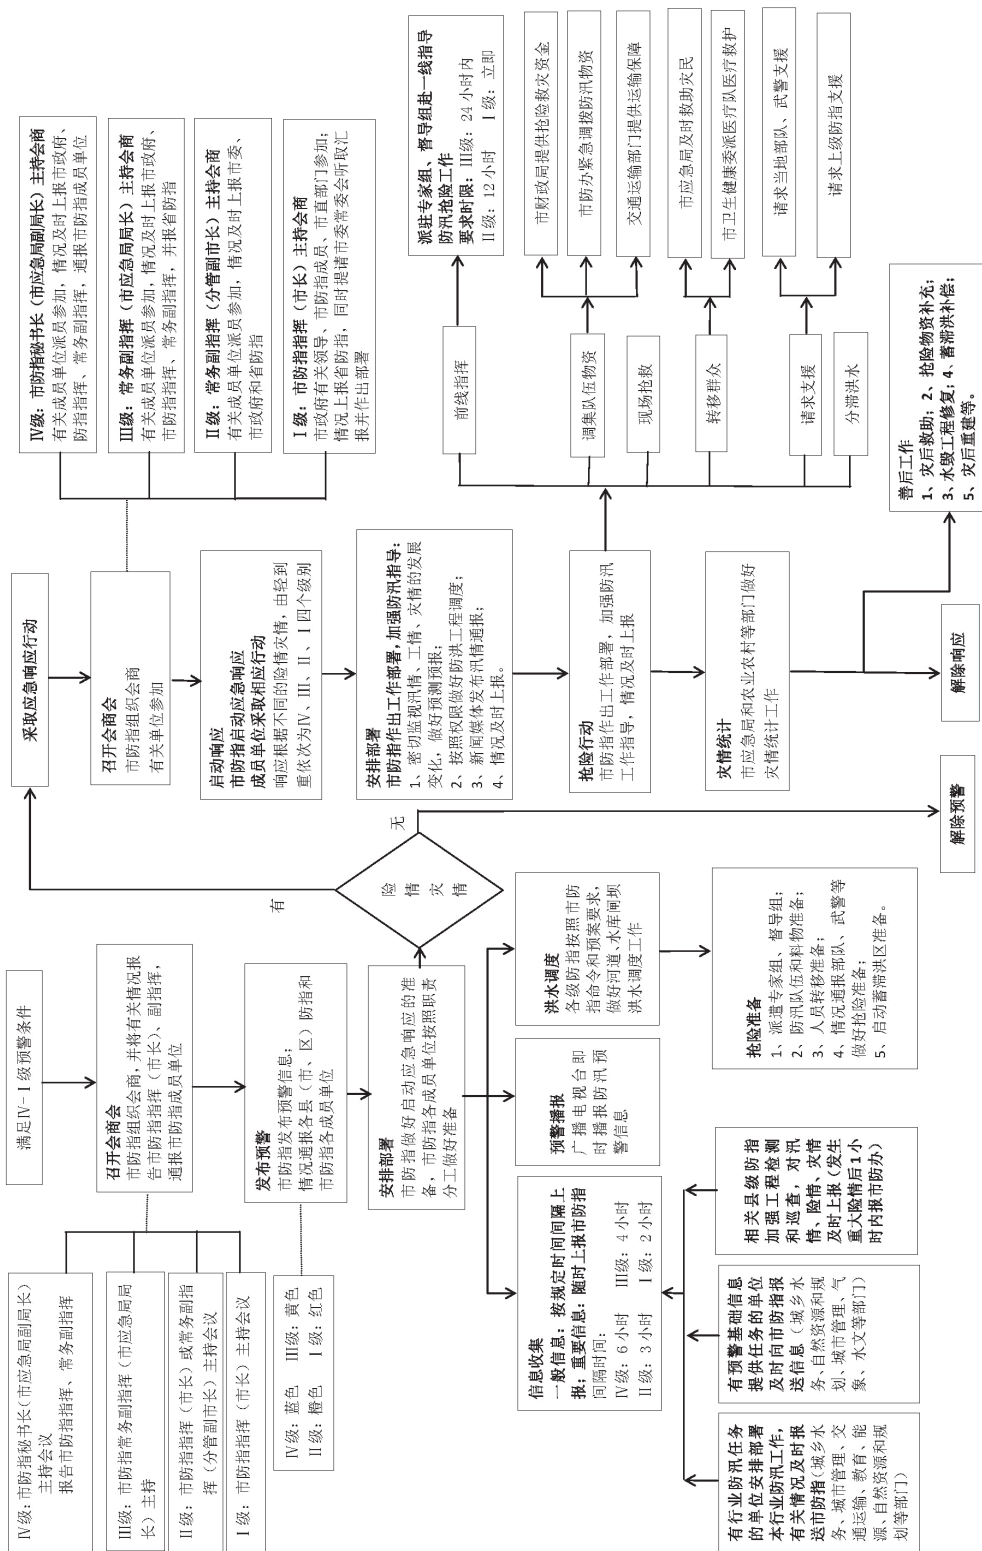 满足Ⅳ-Ⅰ级预警条件
召开会商会
市防指组织会商,并将有关情况报
告市防指指挥(市长)、副指挥,
通报市防指成员单位
Ⅳ级:市防指秘书长(市应急局副局长)
主持会议
报告市防指指挥、常务副指挥
Ⅲ级:市防指常务副指挥(市应急局局
长)主持
Ⅱ级:市防指指挥(市长)或常务副指
挥(分管副市长)主持会议
Ⅰ级:市防指指挥(市长)主持会议
发布预警
市防指发布预警信息;
情况通报各县(市、区)防指和
市防指各成员单位
Ⅳ级:蓝色 Ⅲ级:黄色
Ⅱ级:橙色 Ⅰ级:红色
安排部署
市防指做好启动应急响应的准
备,市防指各成员单位按照职责
分工做好准备
信息收集
一般信息:按规定时间间隔上
报;重要信息:随时上报市防指
间隔时间:
Ⅳ级:6小时 Ⅲ级:4小时
Ⅱ级:3小时 Ⅰ级:2小时
预警播报
广播电视台即
时播报防汛预
警信息
洪水调度
各级防指按照市防
指命令和预案要求,
做好河道、水库闸坝
洪水调度工作
有行业防汛任务
的单位安排部署
本行业防汛工作,
有关情况及时报
送市防指(城乡水
务、城市管理、交
通运输、教育、能
源、自然资源和规
划等部门)
有预警基础信息
提供任务的单位
及时向市防指报
送信息(城乡水
务、自然资源和规
划、城市管理、气
象、水文等部门)
相关县级防指
加强工程检测
和巡查,对汛
情、险情、灾情
及时上报(发生
重大险情后1小
时内报市防办)
抢险准备
1、派遣专家组、督导组;
2、防汛队伍和料物准备;
3、人员转移准备;
4、情况通报部队、武警等
做好抢险准备;
5、启动蓄滞洪区准备。
险
情
灾
情
有
无
解除预警
采取应急响应行动
召开会商会
市防指组织会商
有关单位参加
Ⅳ级:市防指秘书长(市应急局副局长)主持会商
有关成员单位派员参加,情况及时上报市政府、
防指指挥、常务副指挥,通报市防指成员单位
Ⅲ级:常务副指挥(市应急局局长)主持会商
有关成员单位派员参加,情况及时上报市政府、
市防指指挥、常务副指挥,并报省防指
Ⅱ级:常务副指挥(分管副市长)主持会商
有关成员单位派员参加,情况及时上报市委、
市政府和省防指
Ⅰ级:市防指指挥(市长)主持会商
市政府有关领导、市防指成员、市直部门参加;
情况上报省防指,同时提请市委常委会听取汇
报并作出部署
启动响应
市防指启动应急响应
成员单位采取相应行动
响应根据不同的险情灾情,由轻到
重依次为Ⅳ、Ⅲ、Ⅱ、Ⅰ四个级别
安排部署
市防指作出工作部署,加强防汛指导:
1、密切监视汛情、工情、灾情的发展
变化,做好预测预报;
2、按照权限做好防洪工程调度;
3、新闻媒体发布汛情通报;
4、情况及时上报。
抢险行动
市防指作出工作部署,加强防汛
工作指导,情况及时上报
前线指挥
调集队伍物资
现场抢救
转移群众
请求支援
分滞洪水
派驻专家组、督导组赴一线指导
防汛抢险工作
要求时限:Ⅲ级:24小时内
Ⅱ级:12小时 Ⅰ级:立即
市财政局提供抢险救灾资金
市防办紧急调拨防汛物资
交通运输部门提供运输保障
市应急局及时救助灾民
市卫生健康委派医疗队医疗救护
请求当地部队、武警支援
请求上级防指支援
灾情统计
市应急局和农业农村等部门做好
灾情统计工作
善后工作
1、灾后救助;2、抢险物资补充;
3、水毁工程修复;4、蓄滞洪补偿;
5、灾后重建等。
解除响应